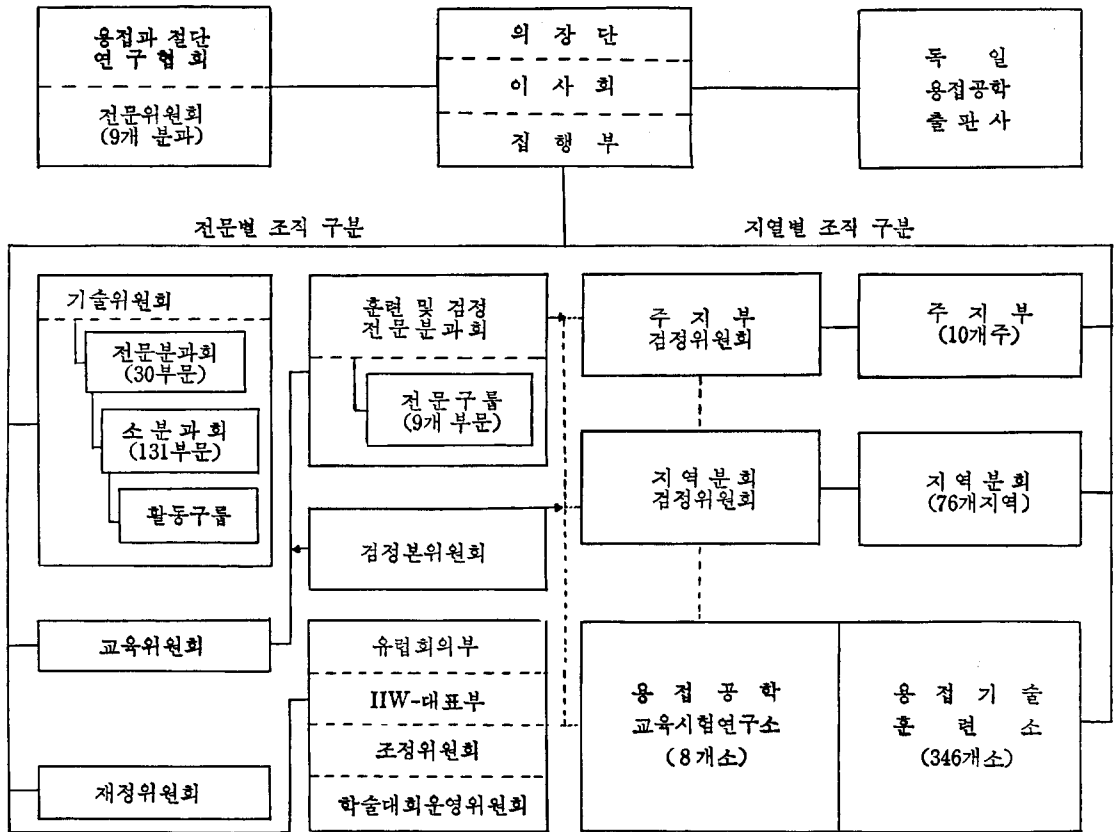 용접과 절단
연구협회
전문위원회
(9개 분과)
의 장 단
이 사 회
집 행 부
독 일
용접공학
출판사
전문별 조직 구분
지열별 조직 구분
기술위원회
전문분과회
(30부문)
소 분 과 회
(131부문)
활동구룹
훈련 및 검정
전문분과회
전 문 구 룹
(9개 부문)
검정본위원회
주 지 부
검정위원회
주 지 부
(10개주)
지 역 분 회
검정위원회
지 역 분 회
(76개지역)
교육위원회
재정위원회
유럽회의부
IIW-대표부
조정위원회
학술대회운영위원회
용 접 공 학
교육시험연구소
(8개소)
용 접 기 술
훈 련 소
(346개소)